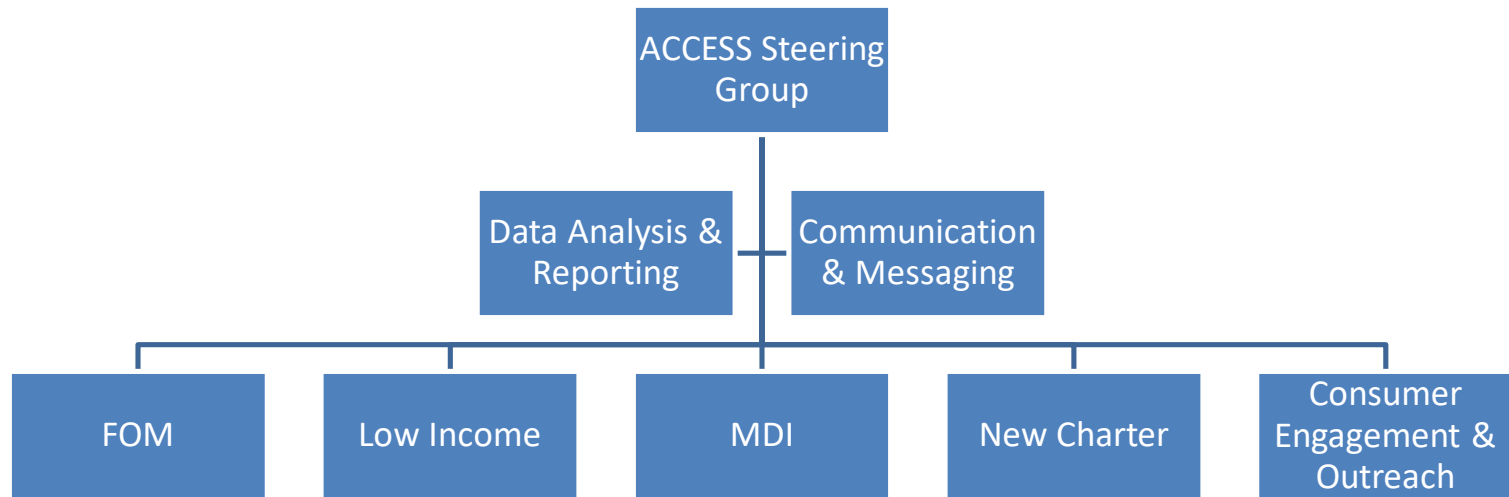 ACCESS Steering
Group
Data Analysis &
Reporting
Communication
& Messaging
FOM
Low Income
MDI
New Charter
Consumer
Engagement &
Outreach